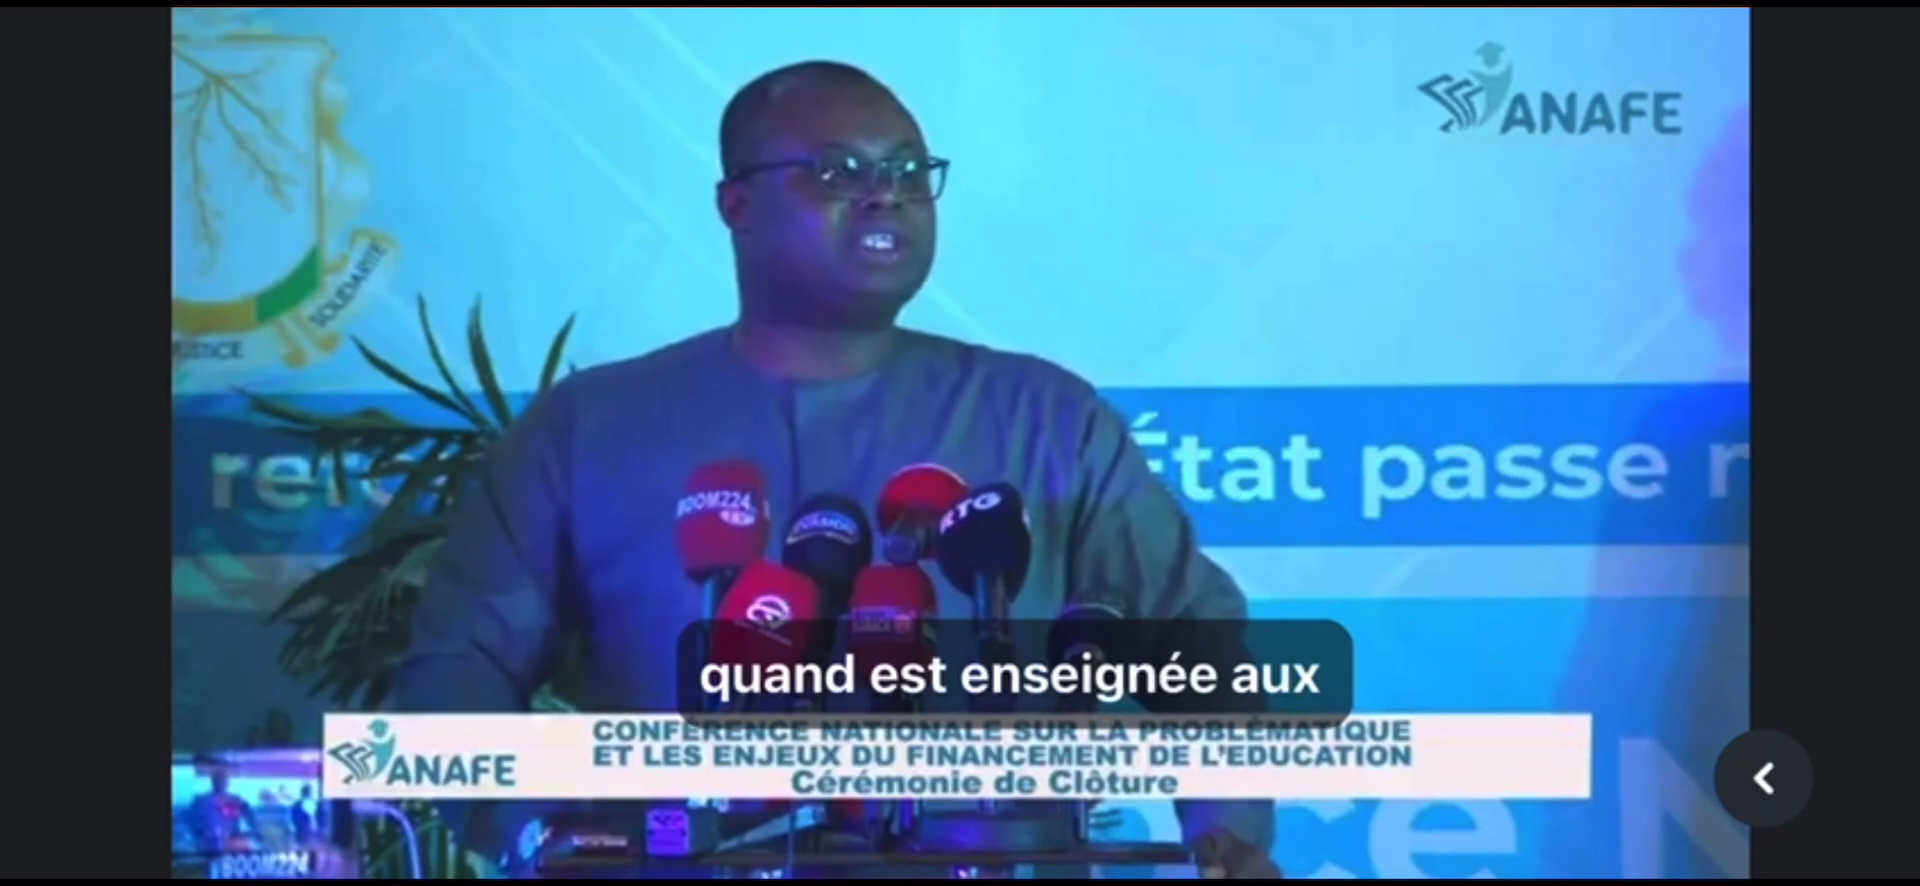 ANAFE
SOLIDARITÉ
JUSTICE
État passe
BOOM224
RTG
quand est enseignée aux
CONFÉRENCE NATIONALE SUR LA PROBLÉMATIQUE
ET LES ENJEUX DU FINANCEMENT DE L'EDUCATION
Cérémonie de Clôture
ANAFE
BOOM224